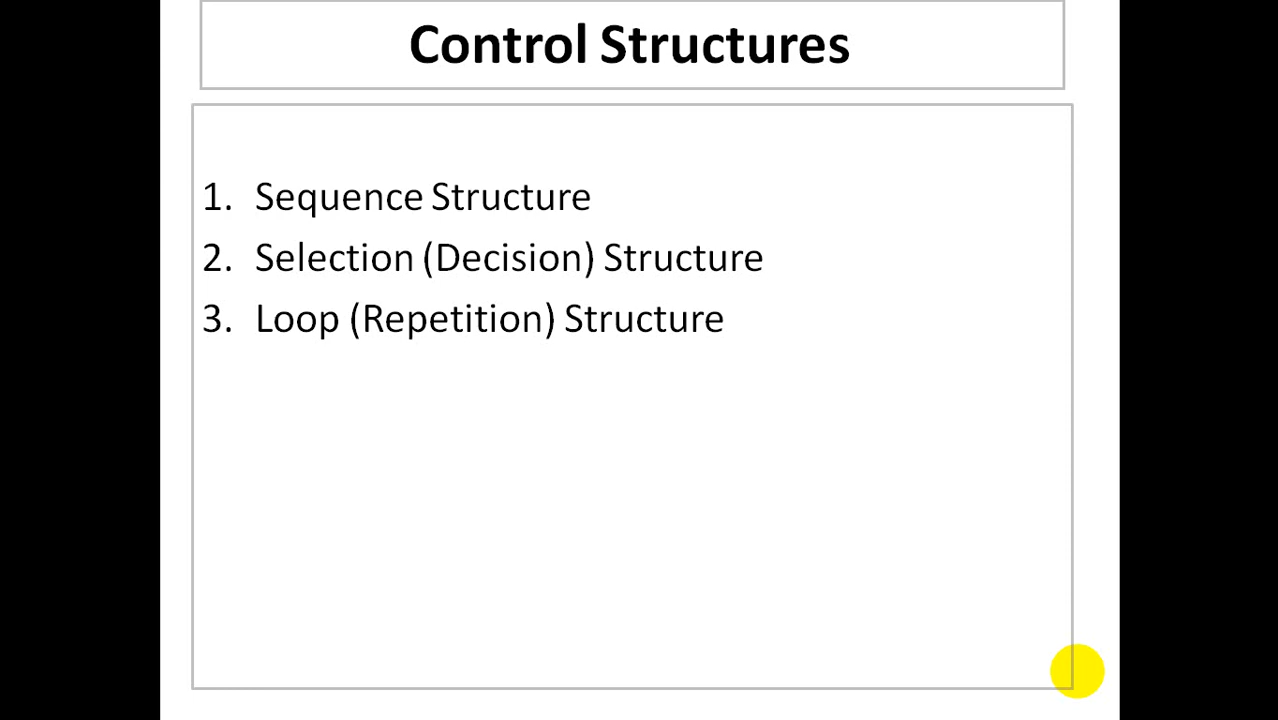 Control Structures
1. Sequence Structure
2. Selection (Decision) Structure
3. Loop (Repetition) Structure